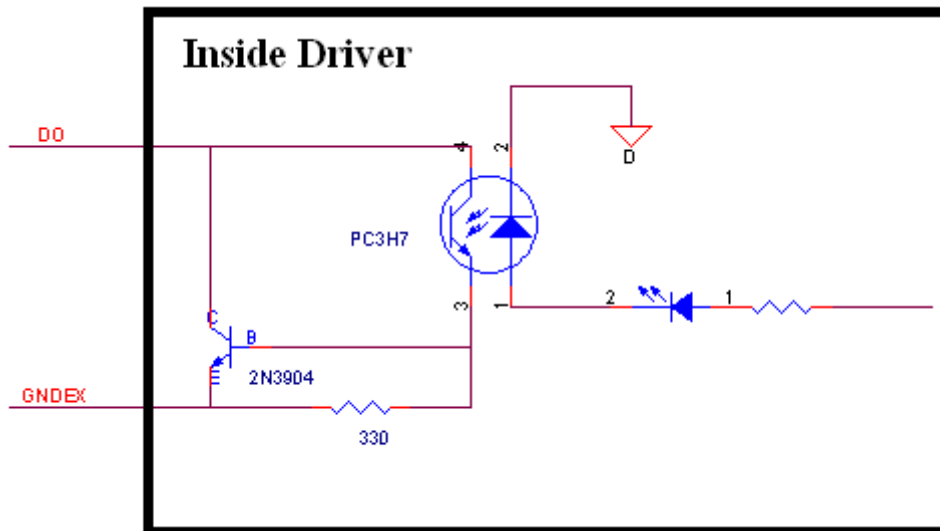 Inside Driver
DO
4
2
D
PC3H7
3
1
2
1
C
B
E
2N3904
GNDEX
330